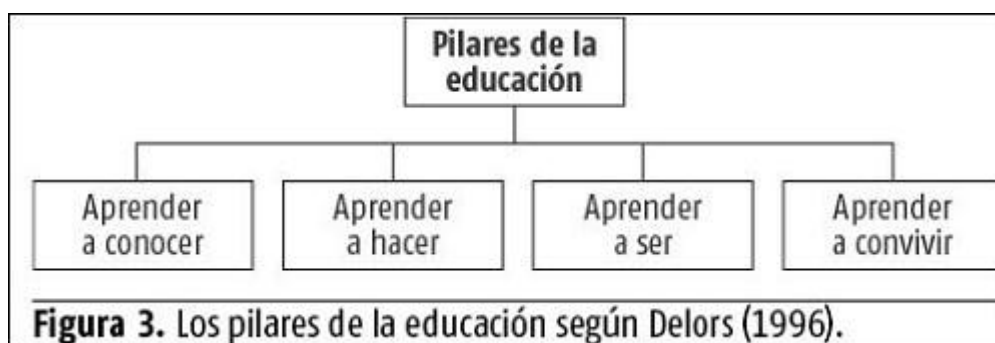 Pilares de la
educación
Aprender
a conocer
Aprender
a hacer
Aprender
a ser
Aprender
a convivir
Figura 3. Los pilares de la educación según Delors (1996).